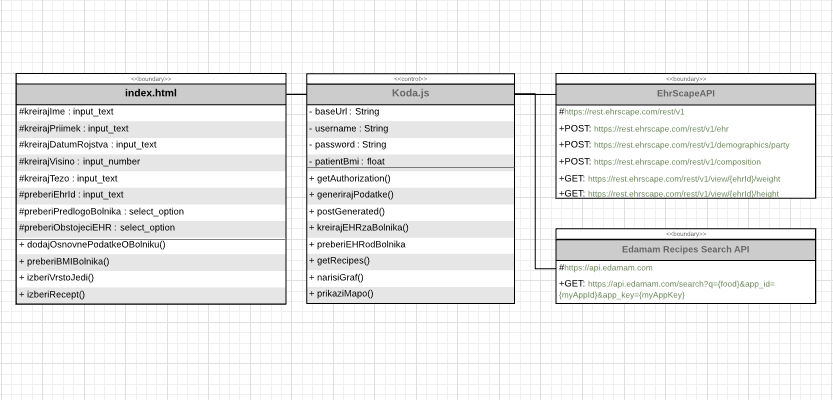 <<boundary>>
index.html
#kreirajIme : input_text
#kreirajPriimek : input_text
#kreirajDatumRojstva : input_text
#kreirajVisino : input_number
#kreirajTezo : input_text
#preberiEhrId : input_text
#preberiPredlogoBolnika : select_option
#preberiObstojeciEHR : select_option
+ dodajOsnovnePodatkeOBolniku()
+ preberiBMIBolnika()
+ izberiVrstoJedi()
+ izberiRecept()
<<control>>
Koda.js
- baseUrl : String
- username : String
- password : String
- patientBmi : float
+ getAuthorization()
+ generirajPodatke()
+ postGenerated()
+ kreirajEHRzaBolnika()
+ preberiEHRodBolnika
+ getRecipes()
+ narisiGraf()
+ prikaziMapo()
<<boundary>>
EhrScapeAPI
#https://rest.ehrscape.com/rest/v1
+POST: https://rest.ehrscape.com/rest/v1/ehr
+POST: https://rest.ehrscape.com/rest/v1/demographics/party
+POST: https://rest.ehrscape.com/rest/v1/composition
+GET: https://rest.ehrscape.com/rest/v1/view/{ehrId}/weight
+GET: https://rest.ehrscape.com/rest/v1/view/{ehrId}/height
<<boundary>>
Edamam Recipes Search API
#https://api.edamam.com
+GET: https://api.edamam.com/search?q={food}&app_id=
{myAppId}&app_key={myAppKey}